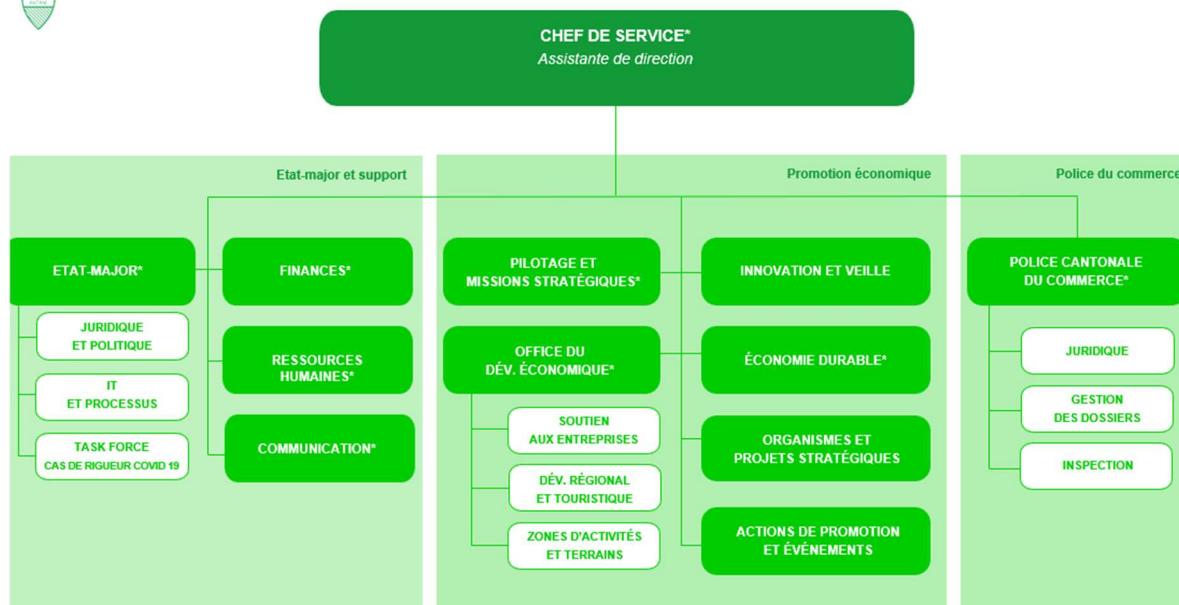 CHEF DE SERVICE*
Assistante de direction
Etat-major et support
ETAT-MAJOR*
JURIDIQUE
ET POLITIQUE
IT
ET PROCESSUS
TASK FORCE
CAS DE RIGUEUR COVID 19
FINANCES*
RESSOURCES
HUMAINES*
COMMUNICATION*
Promotion économique
PILOTAGE ET
MISSIONS STRATÉGIQUES*
OFFICE DU
DÉV. ÉCONOMIQUE*
SOUTIEN
AUX ENTREPRISES
DÉV. RÉGIONAL
ET TOURISTIQUE
ZONES D'ACTIVITÉS
ET TERRAINS
INNOVATION ET VEILLE
ÉCONOMIE DURABLE*
ORGANISMES ET
PROJETS STRATÉGIQUES
ACTIONS DE PROMOTION
ET ÉVÉNEMENTS
Police du commerce
POLICE CANTONALE
DU COMMERCE*
JURIDIQUE
GESTION
DES DOSSIERS
INSPECTION